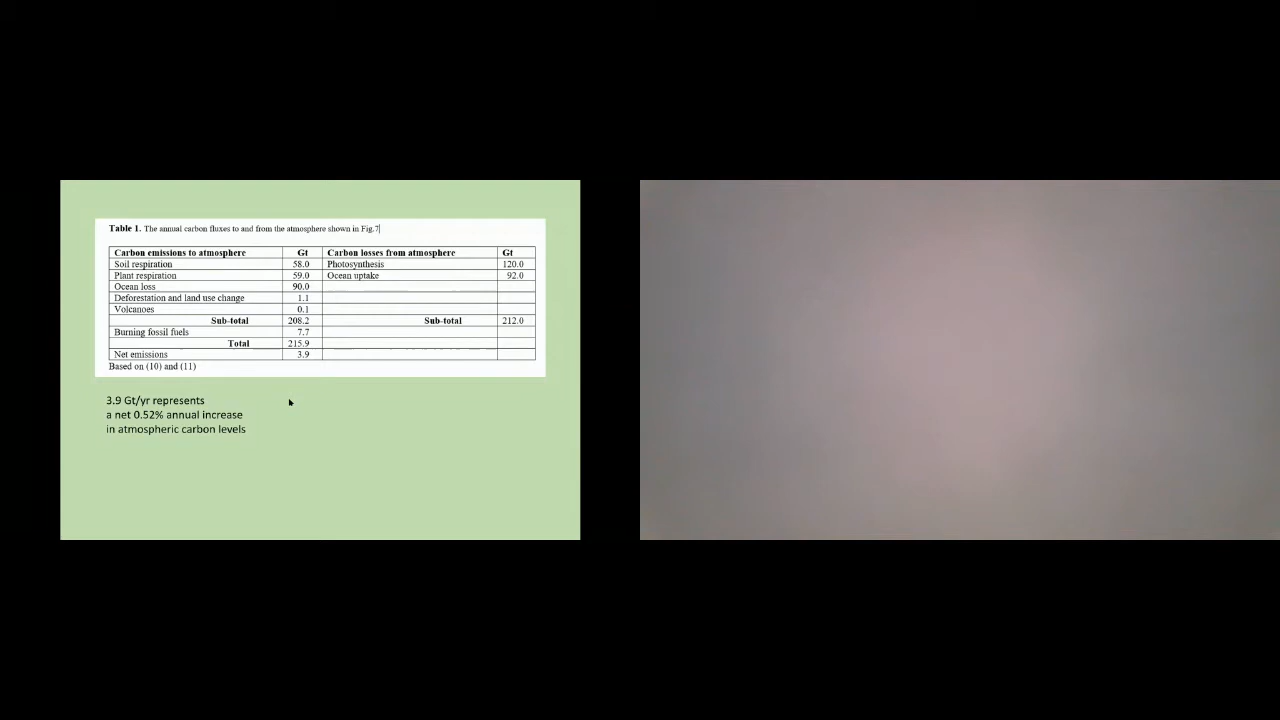 Table 1. The annual carbon fluxes to and from the atmosphere shown in Fig.7
Carbon emissions to atmosphere Gt Carbon losses from atmosphere Gt
Soil respiration 58.0 Photosynthesis 120.0
Plant respiration 59.0 Ocean uptake 92.0
Ocean loss 90.0
Deforestation and land use change 1.1
Volcanoes 0.1
Sub-total 208.2 Sub-total 212.0
Burning fossil fuels 7.7
Total 215.9
Net emissions 3.9
Based on (10) and (11)
3.9 Gt/yr represents
a net 0.52% annual increase
in atmospheric carbon levels